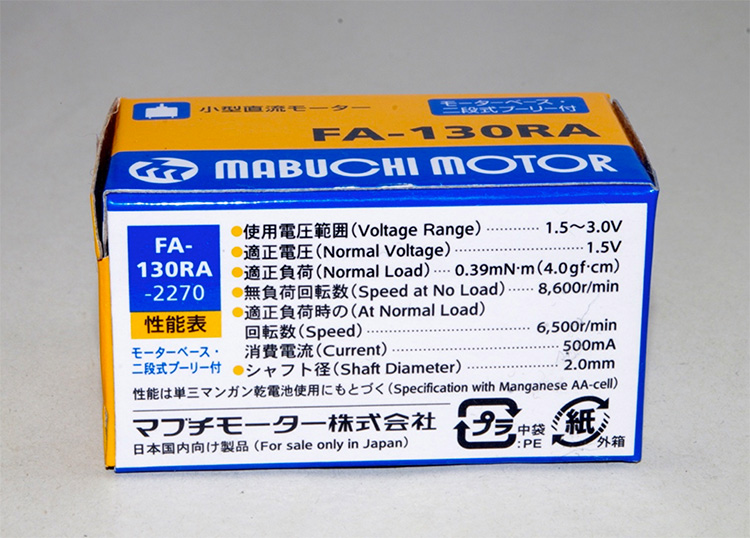 小型直流モーター
モーターベース・
二段式プーリー付
FA-130RA
MABUCHI MOTOR
FA-
130RA
-2270
性能表
モーターベース・
二段式プーリー付
●使用電圧範囲(Voltage Range) ………… 1.5〜3.0V
●適正電圧(Normal Voltage) ………………… 1.5V
●適正負荷(Normal Load) ‥‥ 0.39mN·m(4.0gf·cm)
●無負荷回転数(Speed at No Load) ……… 8,600r/min
●適正負荷時の(At Normal Load)
回転数(Speed) ………………………… 6,500r/min
消費電流(Current) ……………………… 500mA
●シャフト径(Shaft Diameter) ……………… 2.0mm
性能は単三マンガン乾電池使用にもとづく(Specification with Manganese AA-cell)
マブチモーター株式会社
日本国内向け製品(For sale only in Japan)
プラ
中袋
:PE
紙
外箱